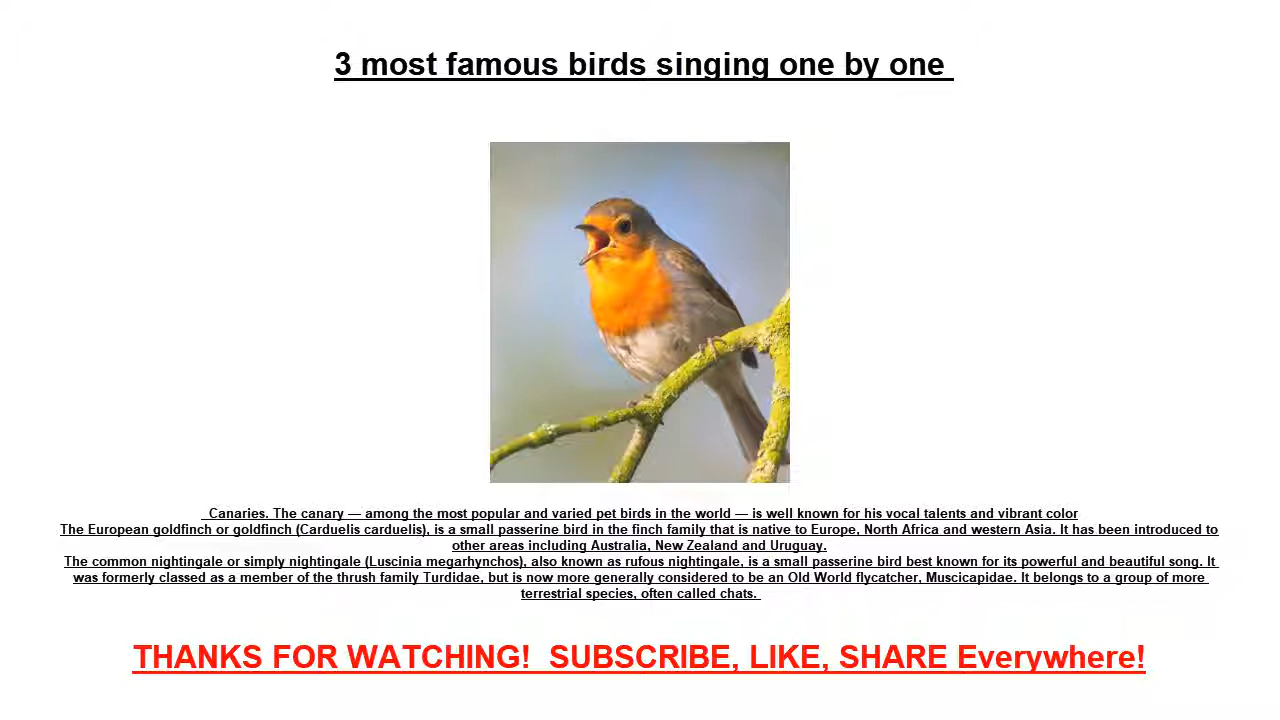 3 most famous birds singing one by one
Canaries. The canary — among the most popular and varied pet birds in the world — is well known for his vocal talents and vibrant color
The European goldfinch or goldfinch (Carduelis carduelis), is a small passerine bird in the finch family that is native to Europe, North Africa and western Asia. It has been introduced to
other areas including Australia, New Zealand and Uruguay.
The common nightingale or simply nightingale (Luscinia megarhynchos), also known as rufous nightingale, is a small passerine bird best known for its powerful and beautiful song. It
was formerly classed as a member of the thrush family Turdidae, but is now more generally considered to be an Old World flycatcher, Muscicapidae. It belongs to a group of more
terrestrial species, often called chats.
THANKS FOR WATCHING!  SUBSCRIBE, LIKE, SHARE Everywhere!